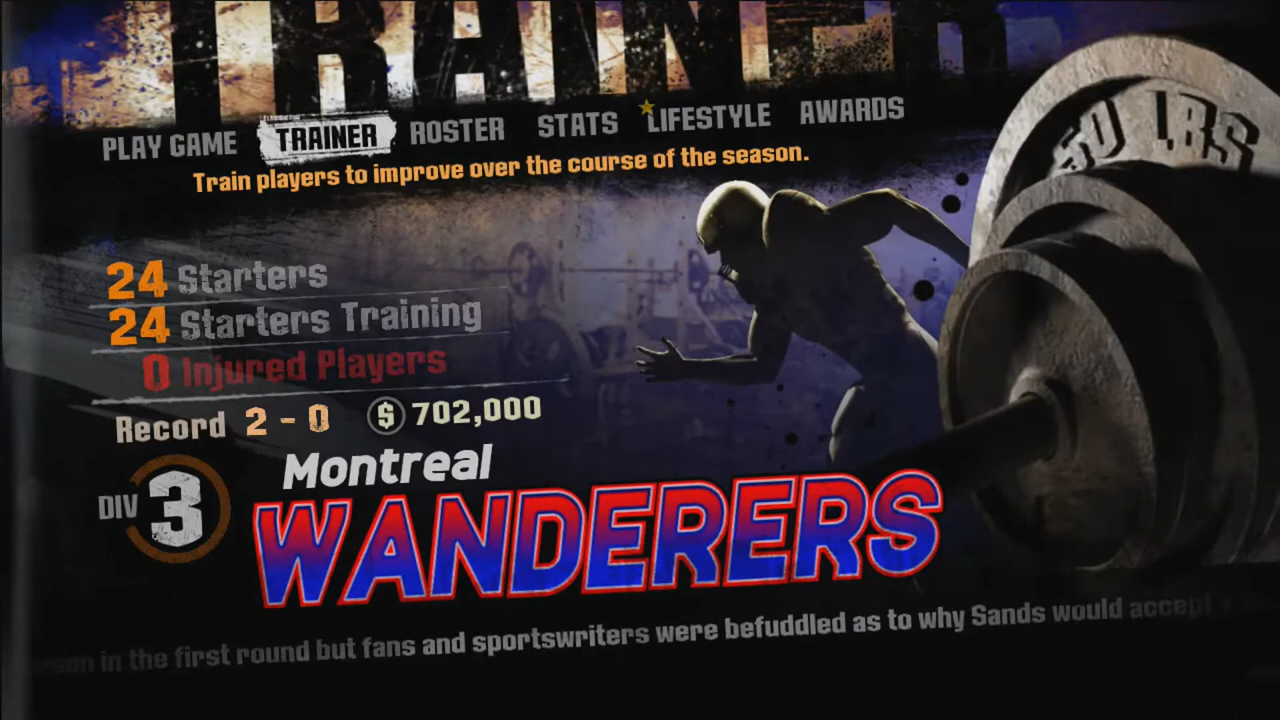 TRAINER
PLAY GAME TRAINER ROSTER STATS LIFESTYLE AWARDS
Train players to improve over the course of the season.
50 LBS
24 Starters
24 Starters Training
0 Injured Players
Record 2 - 0 $ 702,000
DIV 3
Montreal
WANDERERS
in the first round but fans and sportswriters were befuddled as to why Sands would accept